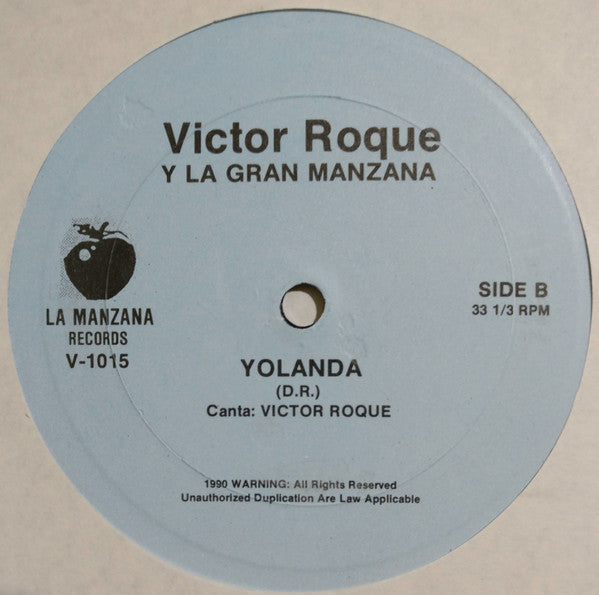 Victor Roque
Y LA GRAN MANZANA
LA MANZANA
RECORDS
V-1015
SIDE B
33 1/3 RPM
YOLANDA
(D.R.)
Canta: VICTOR ROQUE
1990 WARNING: All Rights Reserved
Unauthorized Duplication Are Law Applicable